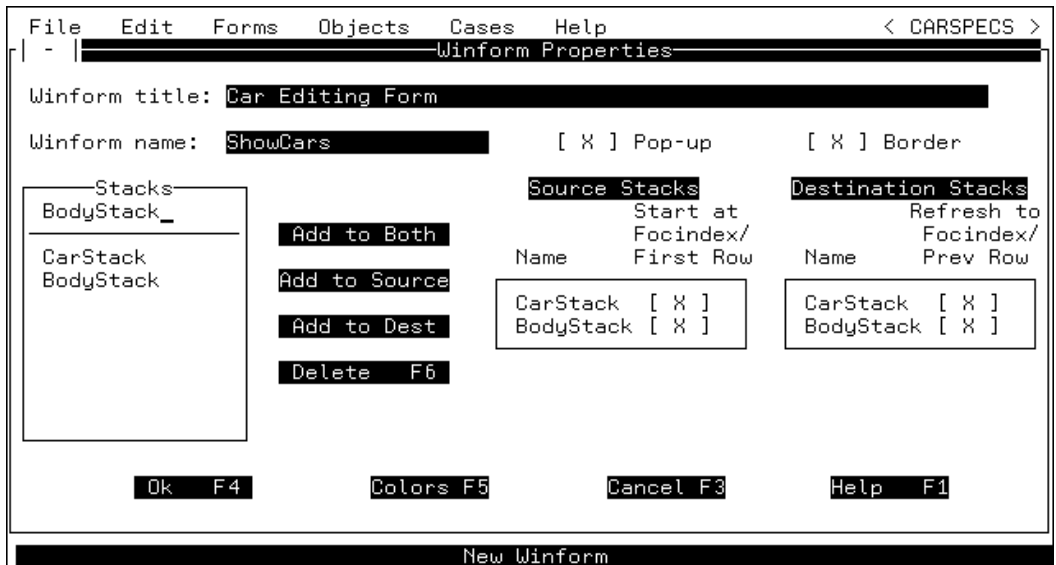 File Edit Forms Objects Cases Help < CARSPECS >
- Winform Properties
Winform title: Car Editing Form
Winform name: ShowCars [ X ] Pop-up [ X ] Border
Stacks
BodyStack_
CarStack
BodyStack
Add to Both
Add to Source
Add to Dest
Delete F6
Source Stacks
Start at
Focindex/
Name First Row
CarStack [ X ]
BodyStack [ X ]
Destination Stacks
Refresh to
Focindex/
Name Prev Row
CarStack [ X ]
BodyStack [ X ]
Ok F4 Colors F5 Cancel F3 Help F1
New Winform